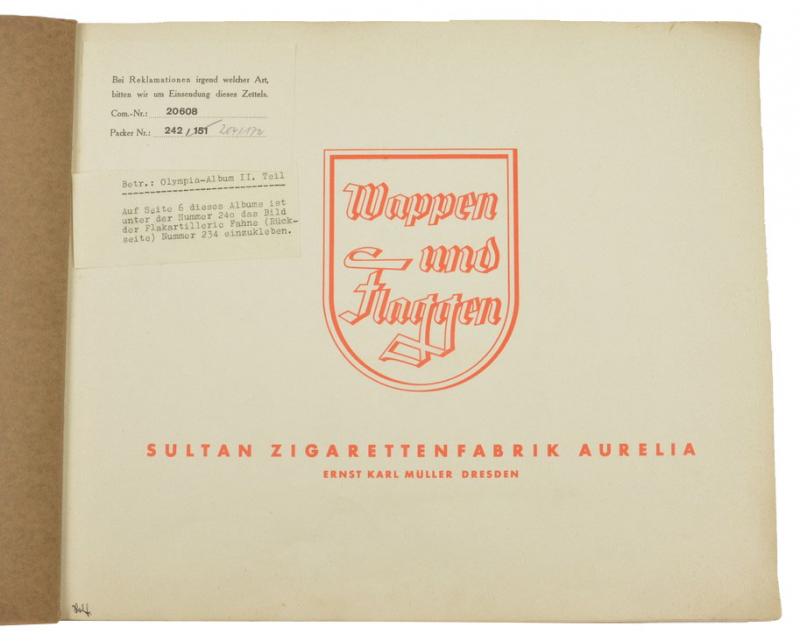 Bei Reklamationen irgend welcher Art,
bitten wir um Einsendung dieses Zettels.
Com.-Nr.: 20608
Packer Nr.: 242 / 151
Betr.: Olympia-Album II. Teil
Auf Seite 6 dieses Albums ist
unter der Nummer 240 das Bild
der Flakartillerie Fahne (Rück-
seite) Nummer 234 einzukleben.
Wappen
und
Flaggen
SULTAN ZIGARETTENFABRIK AURELIA
ERNST KARL MÜLLER DRESDEN